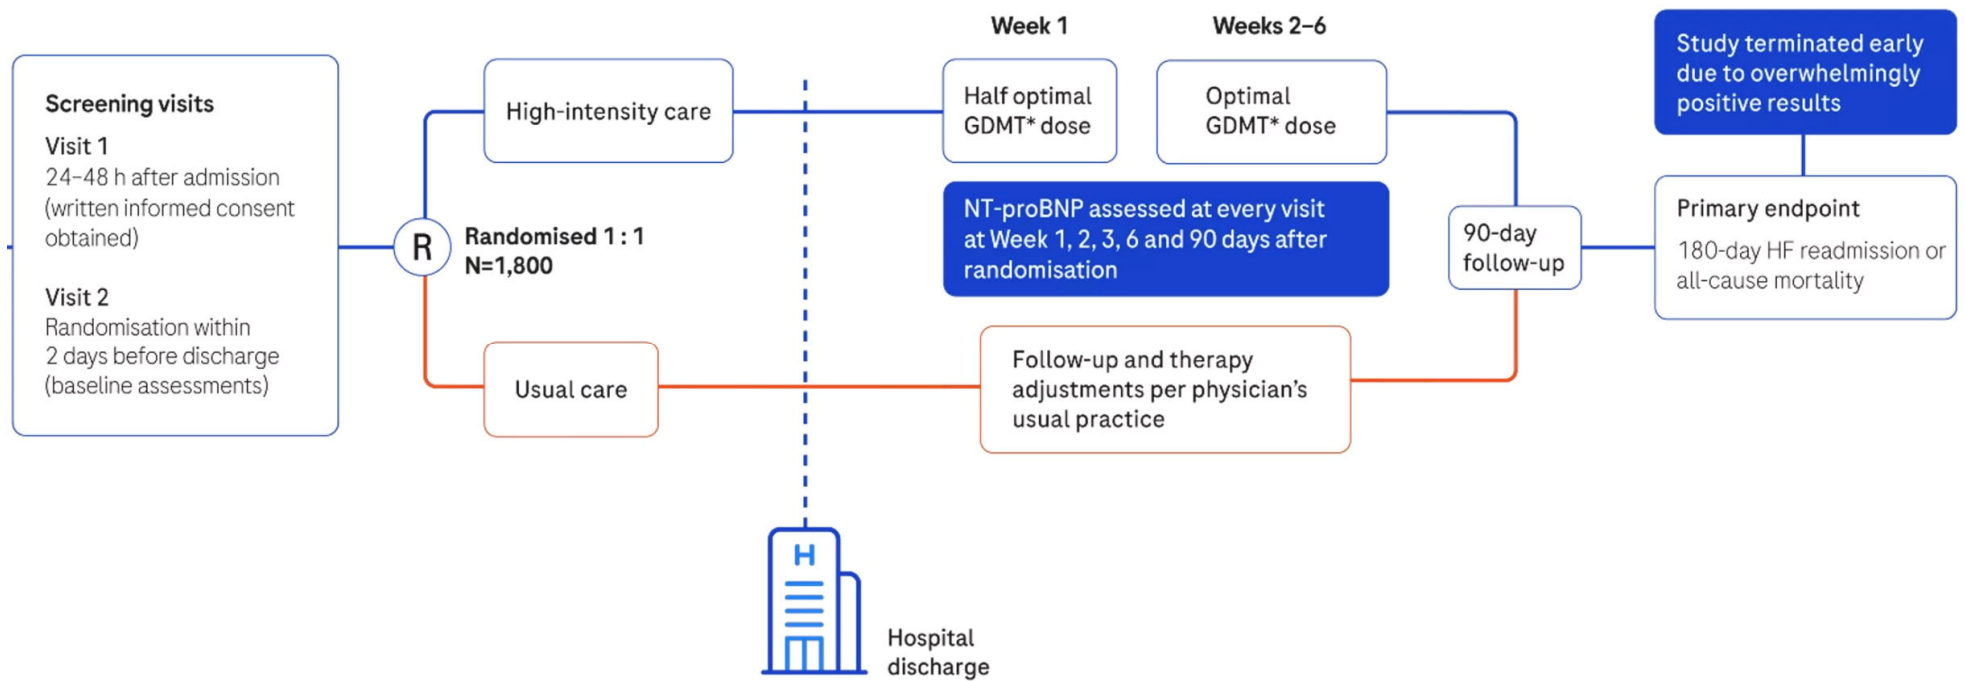 Screening visits
Visit 1
24–48 h after admission
(written informed consent
obtained)
Visit 2
Randomisation within
2 days before discharge
(baseline assessments)
R
Randomised 1 : 1
N=1,800
High-intensity care
Usual care
Week 1
Half optimal
GDMT* dose
Weeks 2–6
Optimal
GDMT* dose
NT-proBNP assessed at every visit
at Week 1, 2, 3, 6 and 90 days after
randomisation
Follow-up and therapy
adjustments per physician’s
usual practice
90-day
follow-up
Study terminated early
due to overwhelmingly
positive results
Primary endpoint
180-day HF readmission or
all-cause mortality
H
Hospital
discharge